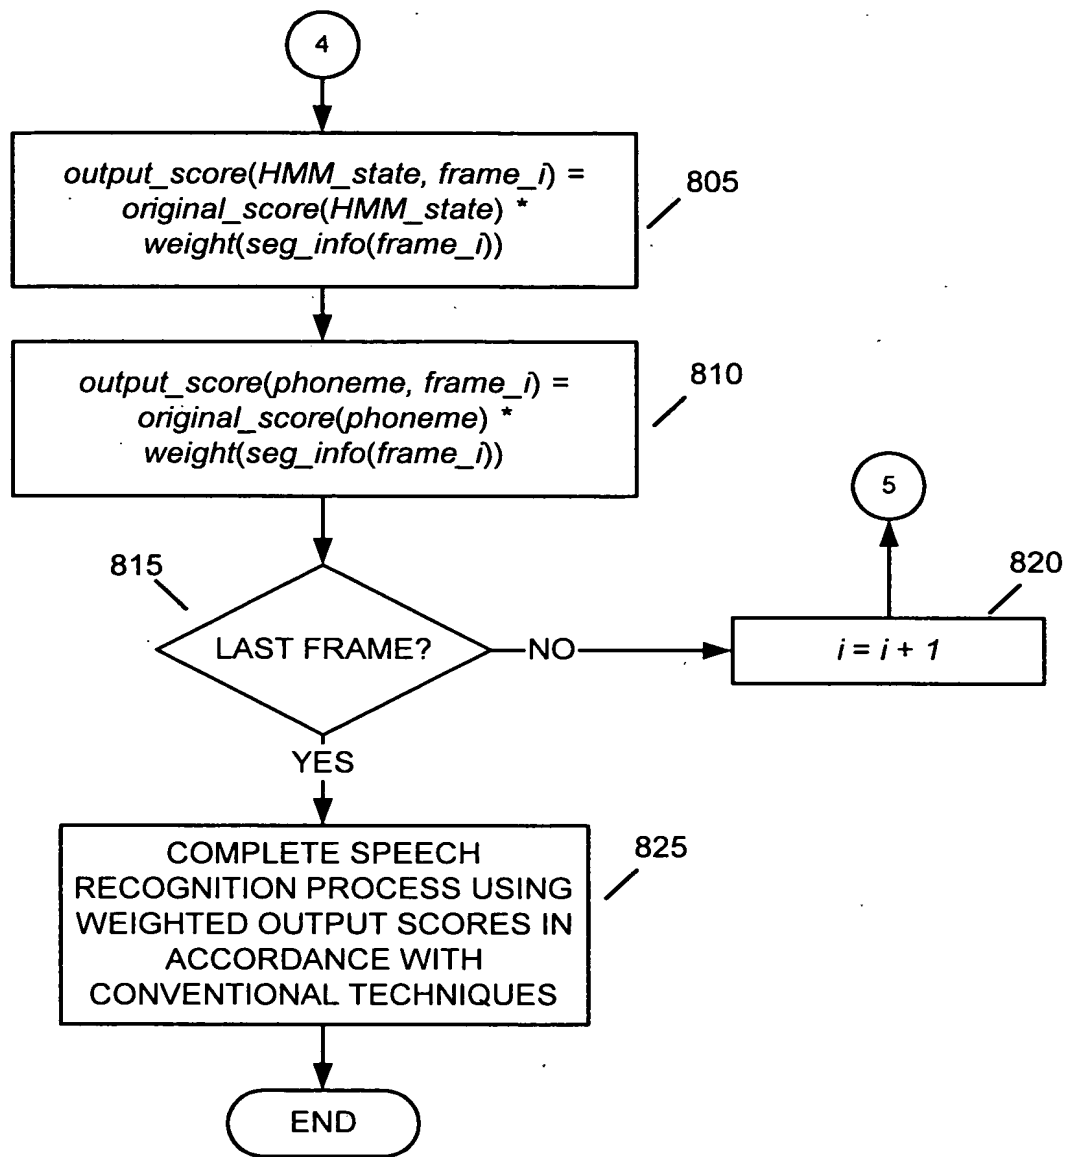 4
output_score(HMM_state, frame_i) =
original_score(HMM_state) *
weight(seg_info(frame_i))
805
output_score(phoneme, frame_i) =
original_score(phoneme) *
weight(seg_info(frame_i))
810
5
815
LAST FRAME?
NO
820
i = i + 1
YES
COMPLETE SPEECH
RECOGNITION PROCESS USING
WEIGHTED OUTPUT SCORES IN
ACCORDANCE WITH
CONVENTIONAL TECHNIQUES
825
END